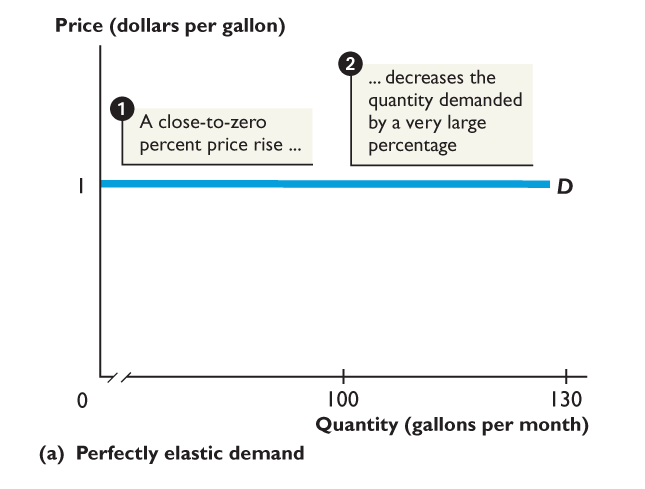 Price (dollars per gallon)
1
A close-to-zero
percent price rise ...
2
... decreases the
quantity demanded
by a very large
percentage
1
D
0
100
130
Quantity (gallons per month)
(a) Perfectly elastic demand